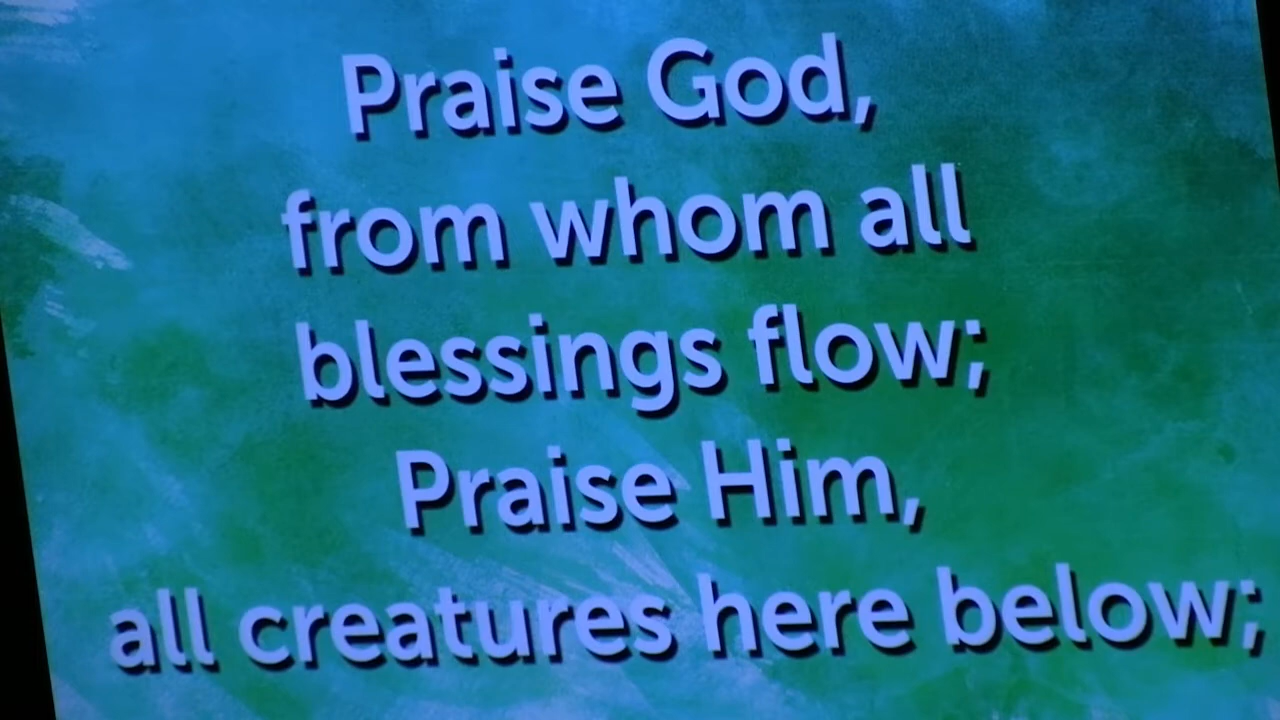 Praise God,
from whom all
blessings flow;
Praise Him,
all creatures here below;